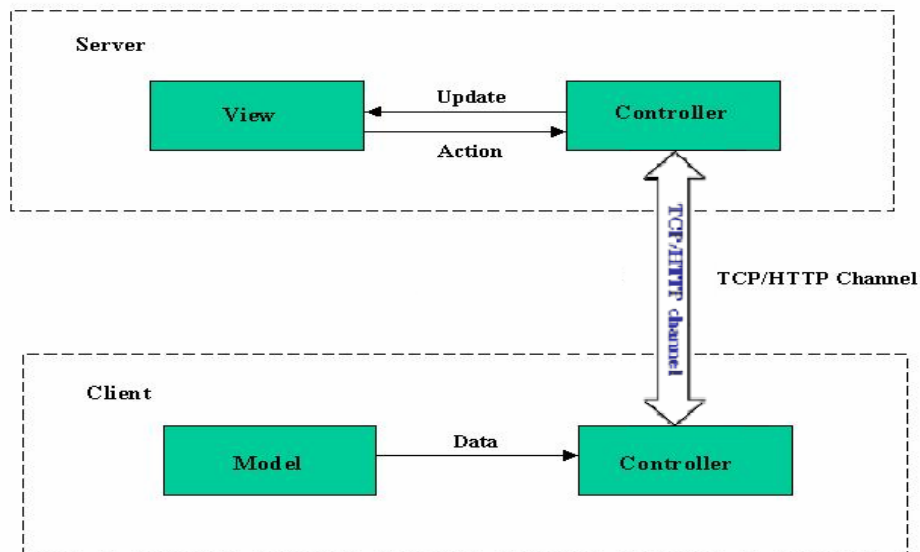 Server
View
Update
Action
Controller
TCP/HTTP channel
TCP/HTTP Channel
Client
Model
Data
Controller